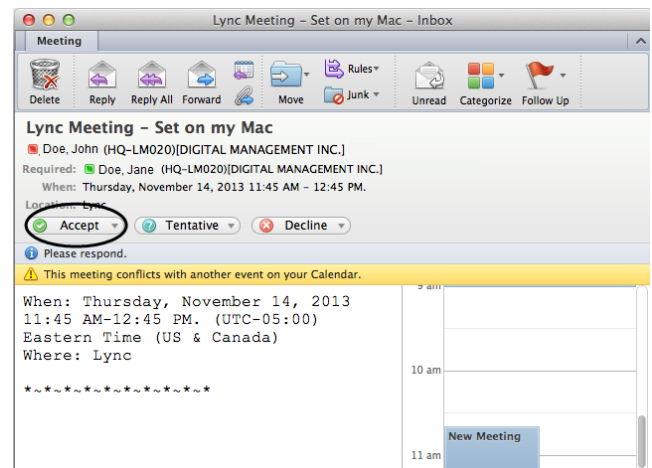 Lync Meeting – Set on my Mac – Inbox
Meeting
Rules
Junk
Delete Reply Reply All Forward Move Unread Categorize Follow Up
Lync Meeting – Set on my Mac
Doe, John (HQ-LM020)[DIGITAL MANAGEMENT INC.]
Required: Doe, Jane (HQ-LM020)[DIGITAL MANAGEMENT INC.]
When: Thursday, November 14, 2013 11:45 AM – 12:45 PM.
Location: Lync
Accept Tentative Decline
Please respond.
This meeting conflicts with another event on your Calendar.
9 am
When: Thursday, November 14, 2013
11:45 AM-12:45 PM. (UTC-05:00)
Eastern Time (US & Canada)
Where: Lync
*~*~*~*~*~*~*~*~*~*
10 am
New Meeting
11 am